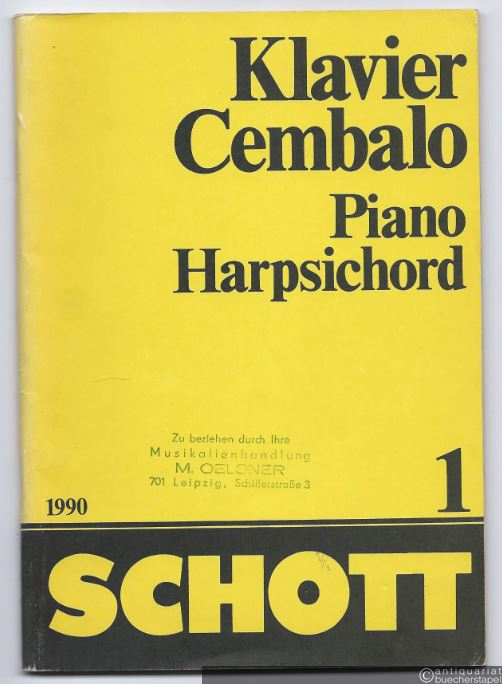 Klavier
Cembalo
Piano
Harpsichord
Zu beziehen durch Ihre
Musikalienhandlung
M. OELSNER
701 Leipzig, Schillerstraße 3
1990
1
SCHOTT
©antiquariat
buecherstapel